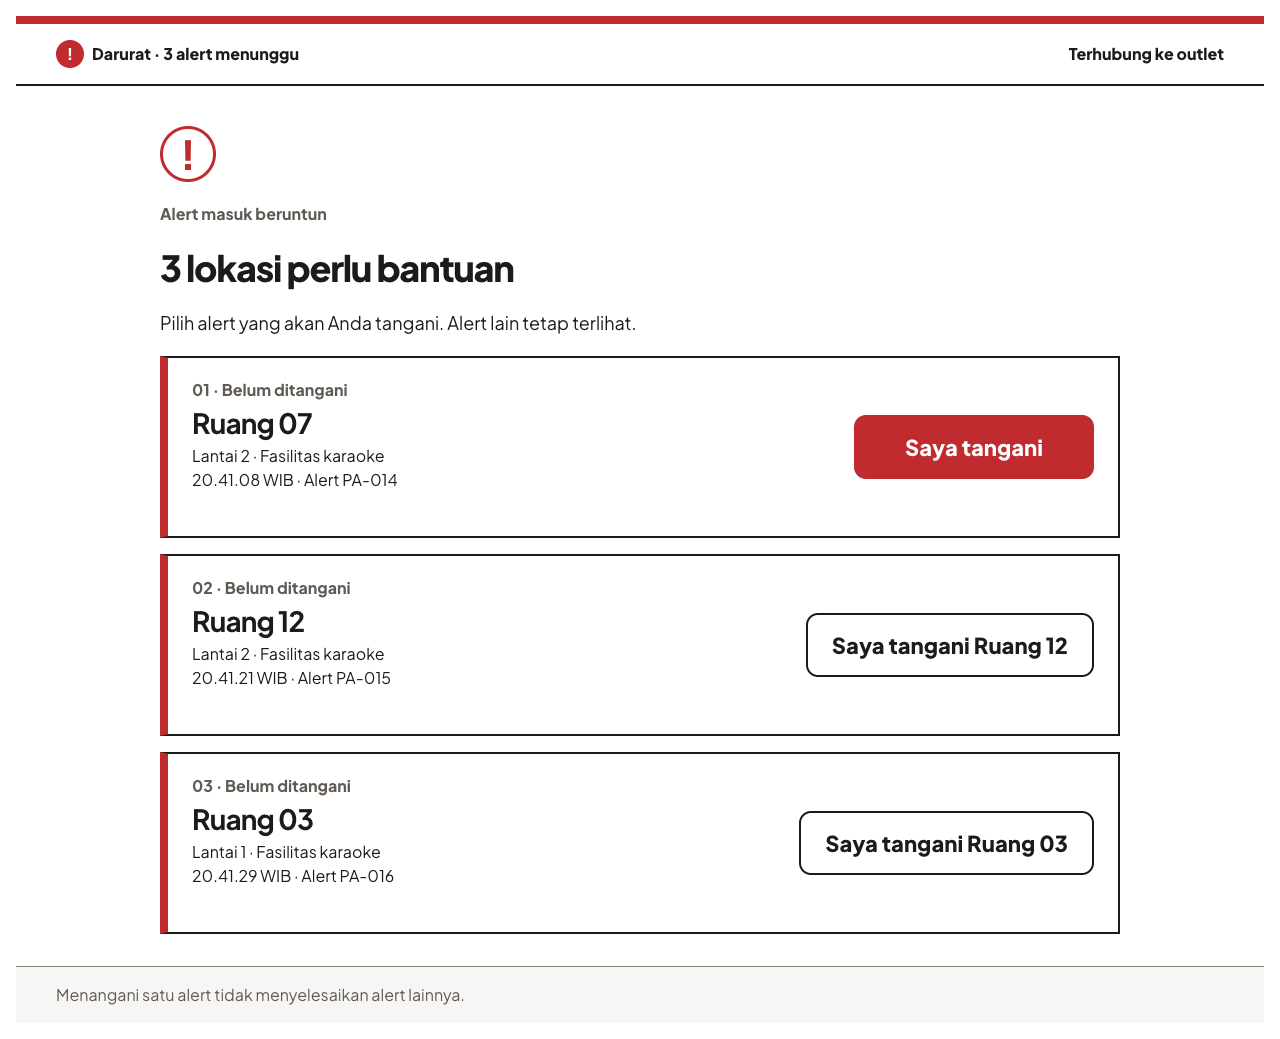 ! Darurat · 3 alert menunggu
Terhubung ke outlet
!
Alert masuk beruntun
3 lokasi perlu bantuan
Pilih alert yang akan Anda tangani. Alert lain tetap terlihat.
01 · Belum ditangani
Ruang 07
Lantai 2 · Fasilitas karaoke
20.41.08 WIB · Alert PA-014
Saya tangani
02 · Belum ditangani
Ruang 12
Lantai 2 · Fasilitas karaoke
20.41.21 WIB · Alert PA-015
Saya tangani Ruang 12
03 · Belum ditangani
Ruang 03
Lantai 1 · Fasilitas karaoke
20.41.29 WIB · Alert PA-016
Saya tangani Ruang 03
Menangani satu alert tidak menyelesaikan alert lainnya.